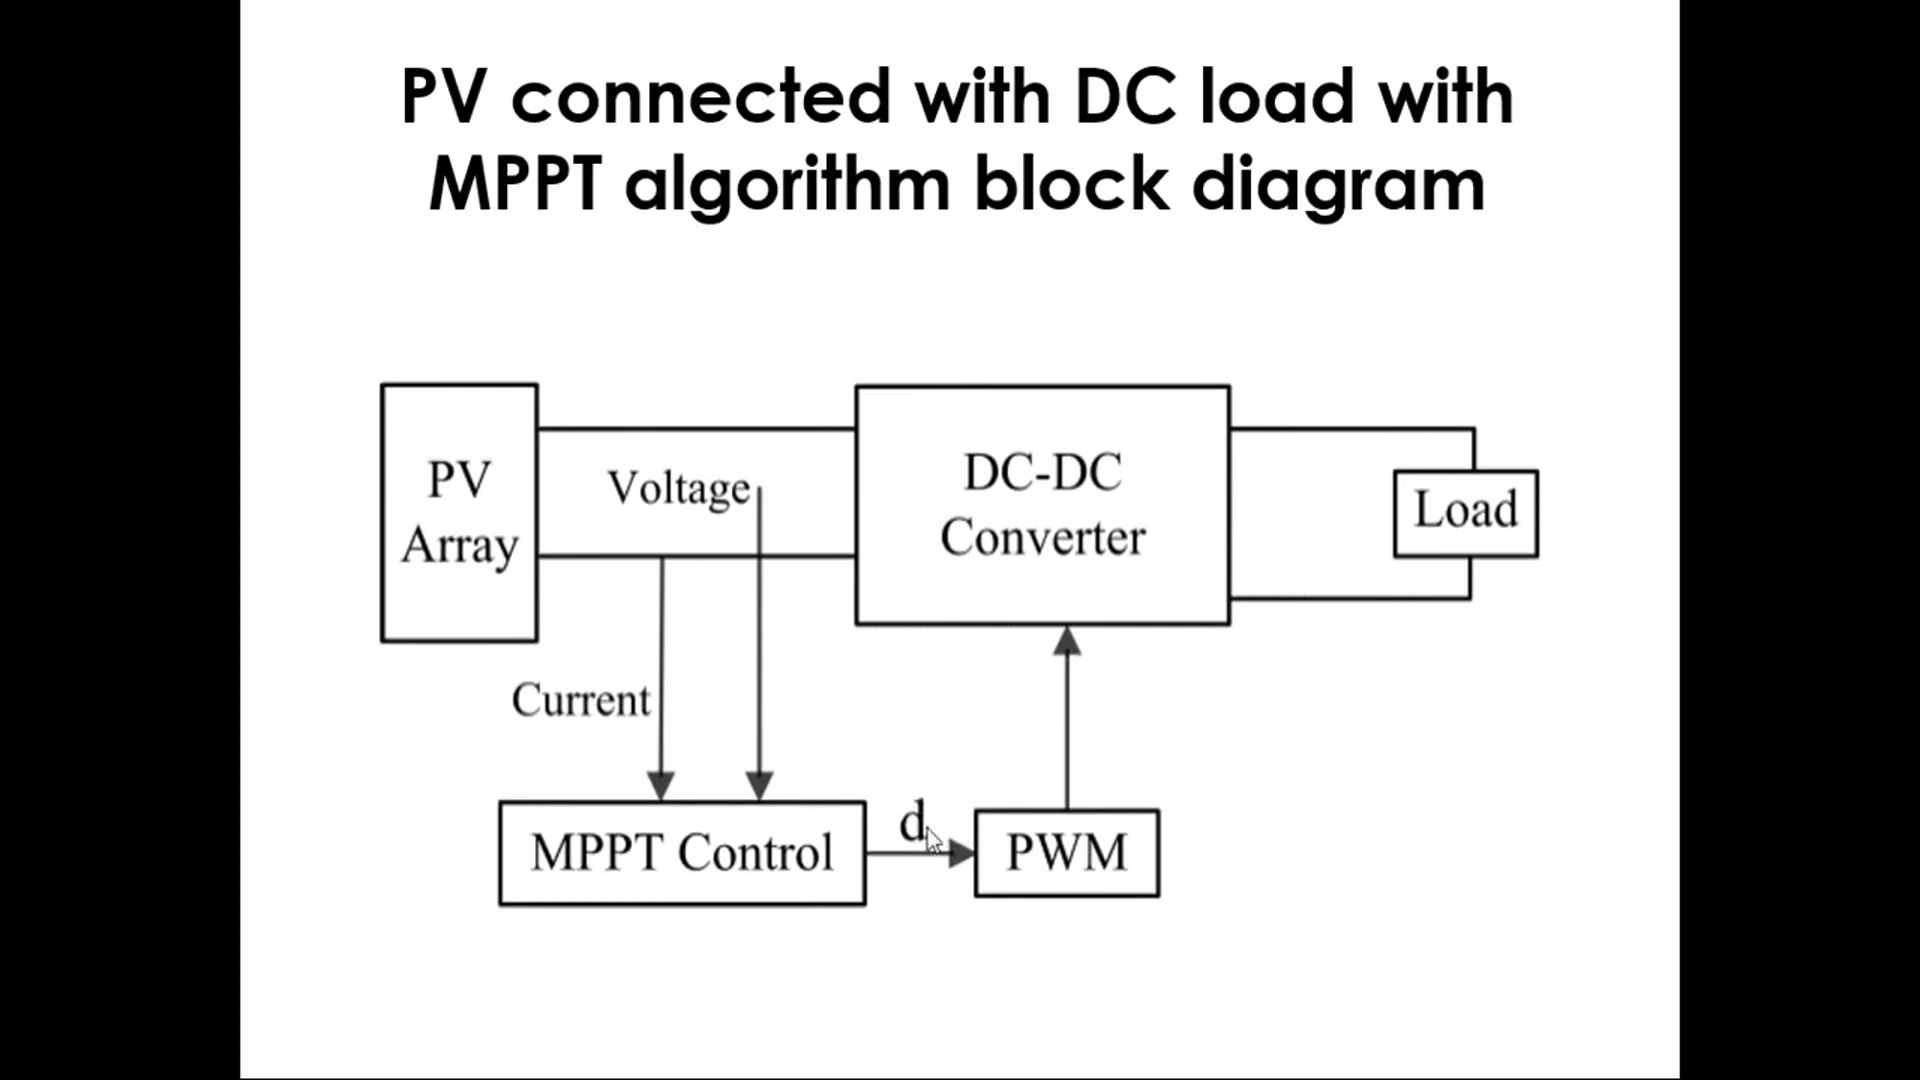 PV connected with DC load with
MPPT algorithm block diagram
PV
Array
Voltage
DC-DC
Converter
Load
Current
MPPT Control
d
PWM